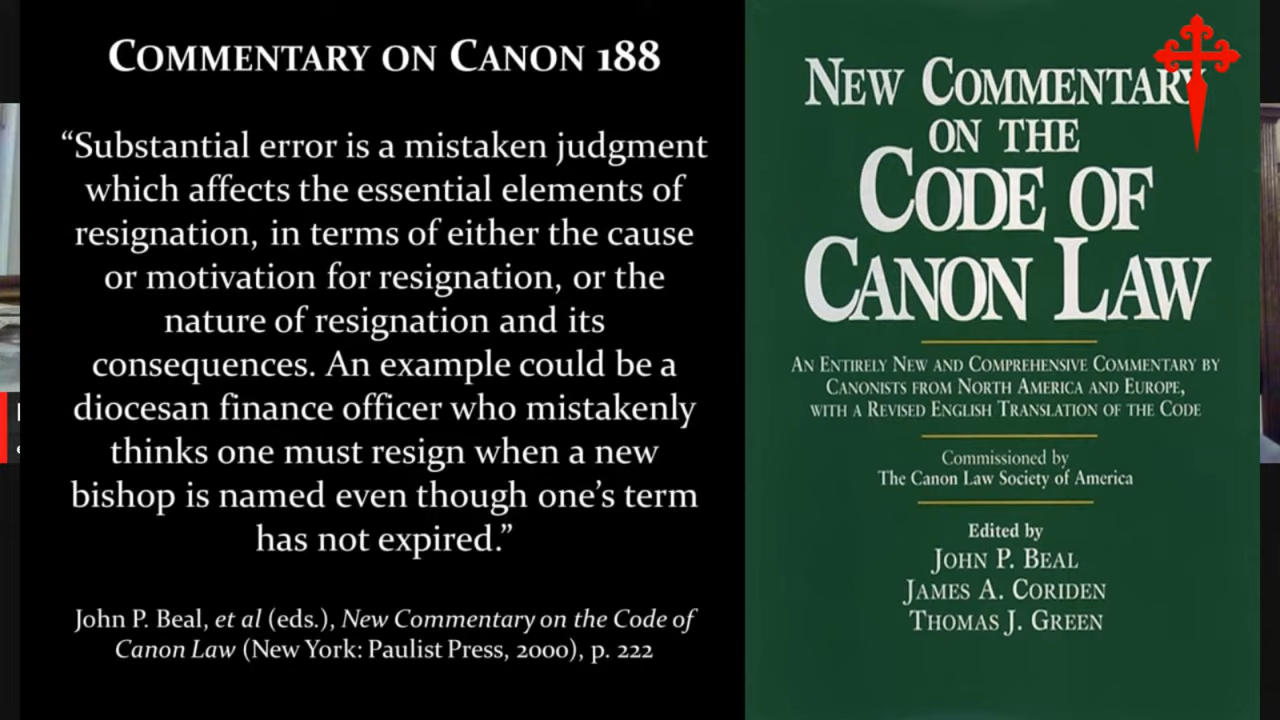 COMMENTARY ON CANON 188
“Substantial error is a mistaken judgment
which affects the essential elements of
resignation, in terms of either the cause
or motivation for resignation, or the
nature of resignation and its
consequences. An example could be a
diocesan finance officer who mistakenly
thinks one must resign when a new
bishop is named even though one’s term
has not expired.”
John P. Beal, et al (eds.), New Commentary on the Code of
Canon Law (New York: Paulist Press, 2000), p. 222
NEW COMMENTARY
ON THE
CODE OF
CANON LAW
AN ENTIRELY NEW AND COMPREHENSIVE COMMENTARY BY
CANONISTS FROM NORTH AMERICA AND EUROPE,
WITH A REVISED ENGLISH TRANSLATION OF THE CODE
Commissioned by
The Canon Law Society of America
Edited by
JOHN P. BEAL
JAMES A. CORIDEN
THOMAS J. GREEN